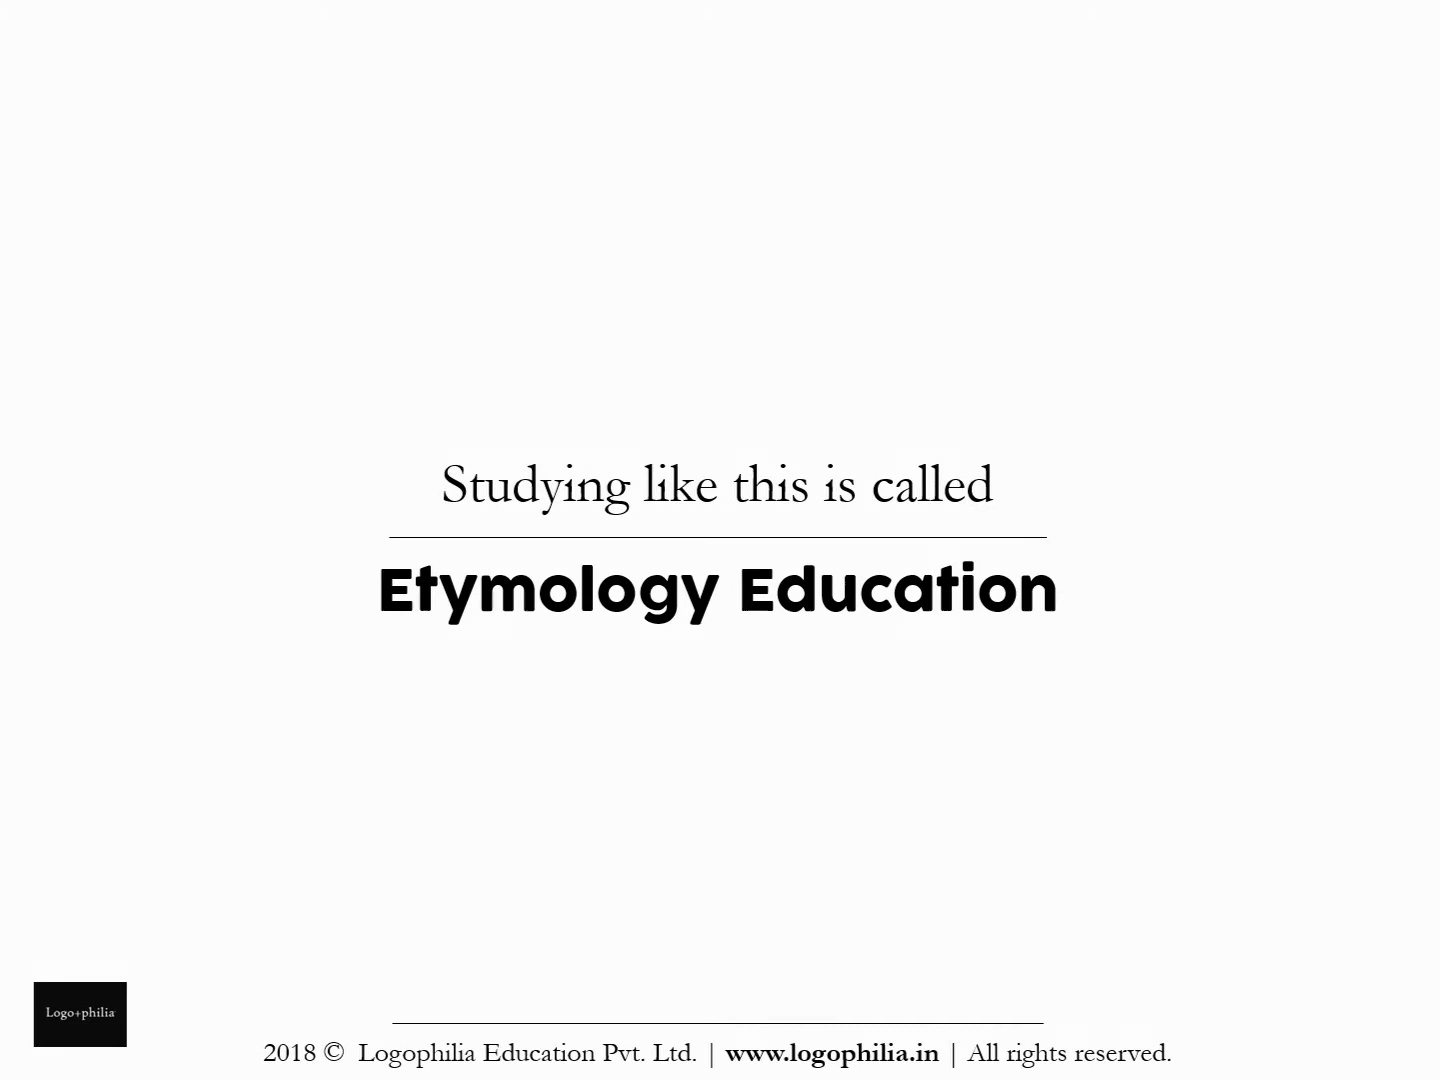 Studying like this is called
Etymology Education
Logo+philia
2018 © Logophilia Education Pvt. Ltd. | www.logophilia.in | All rights reserved.